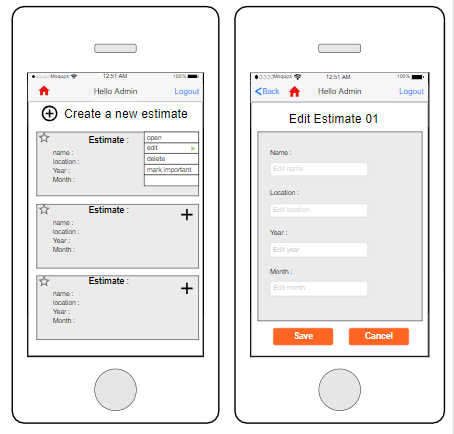 Moqups 12:51 AM 100%
Hello Admin Logout
Create a new estimate
Estimate :
name :
location :
Year :
Month :
open
edit
delete
mark important
Estimate :
name :
location :
Year :
Month :
Estimate :
name :
location :
Year :
Month :
Moqups 12:51 AM 100%
Back Hello Admin Logout
Edit Estimate 01
Name :
Edit name
Location :
Edit location
Year :
Edit year
Month :
Edit month
Save Cancel